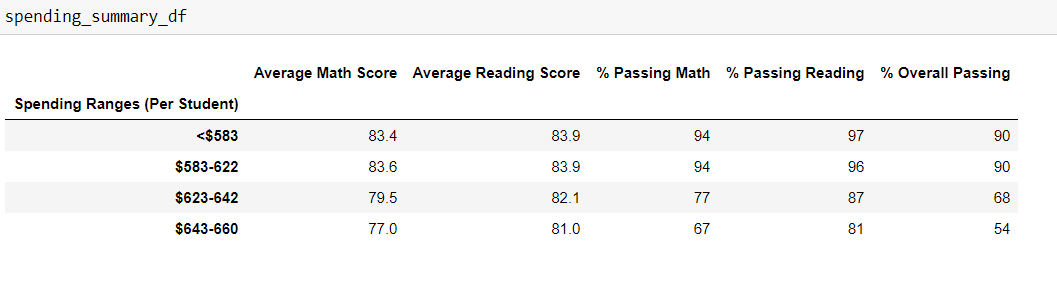 spending_summary_df
Average Math Score Average Reading Score % Passing Math % Passing Reading % Overall Passing
Spending Ranges (Per Student)
<$583 83.4 83.9 94 97 90
$583-622 83.6 83.9 94 96 90
$623-642 79.5 82.1 77 87 68
$643-660 77.0 81.0 67 81 54